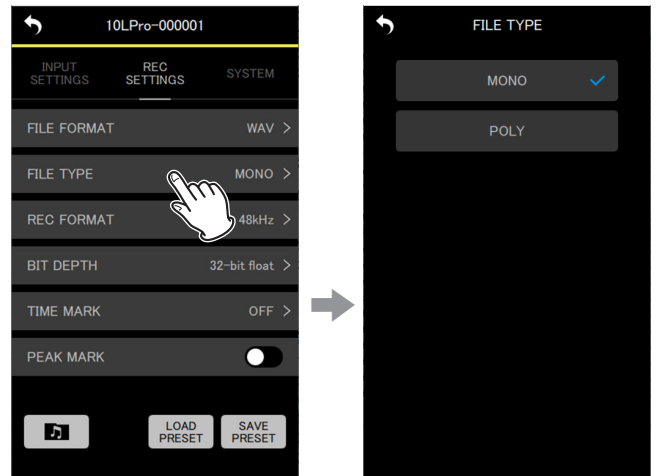 10LPro-000001
INPUT
SETTINGS
REC
SETTINGS
SYSTEM
FILE FORMAT WAV >
FILE TYPE MONO >
REC FORMAT 48kHz >
BIT DEPTH 32-bit float >
TIME MARK OFF >
PEAK MARK
LOAD
PRESET
SAVE
PRESET
FILE TYPE
MONO
POLY